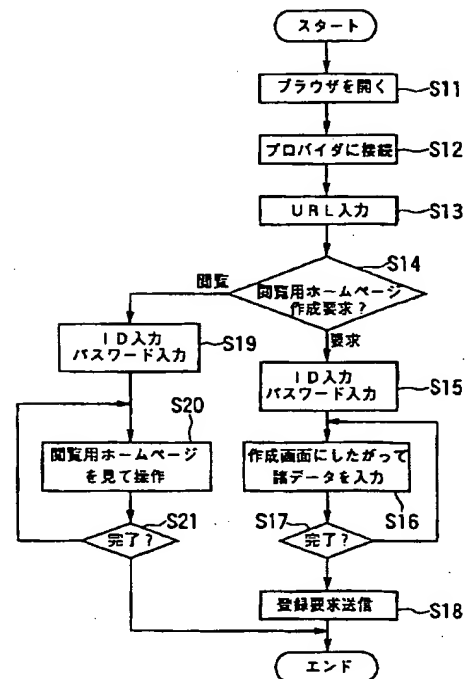 スタート
ブラウザを開く
S11
プロバイダに接続
S12
URL入力
S13
S14
閲覧用ホームページ
作成要求？
閲覧
要求
ID入力
パスワード入力
S19
ID入力
パスワード入力
S15
S20
閲覧用ホームページ
を見て操作
作成画面にしたがって
諸データを入力
S16
S21
完了？
S17
完了？
登録要求送信
S18
エンド